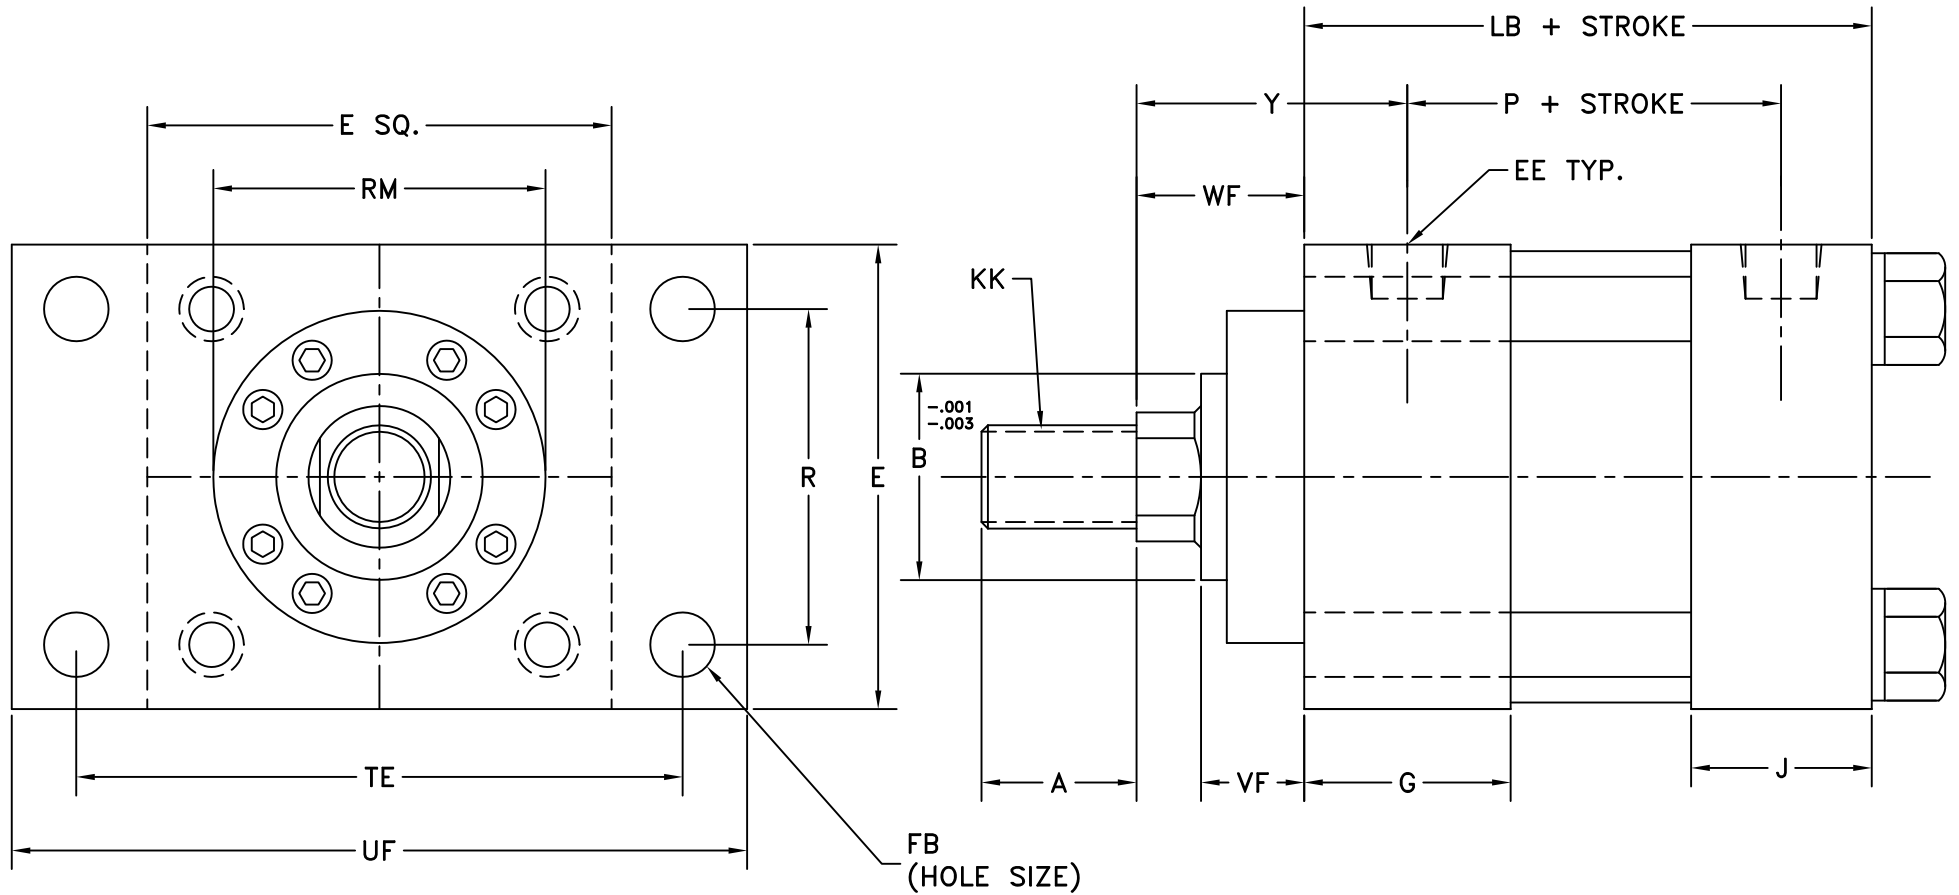 LB + STROKE
Y
P + STROKE
E SQ.
EE TYP.
RM
WF
KK
-.001
-.003
B
R
E
TE
A
VF
G
J
UF
FB
(HOLE SIZE)